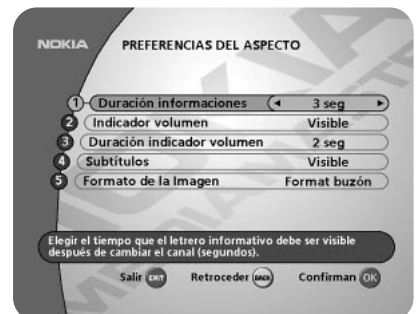 NOKIA
PREFERENCIAS DEL ASPECTO
1 Duración informaciones 3 seg
2 Indicador volumen Visible
3 Duración indicador volumen 2 seg
4 Subtítulos Visible
5 Formato de la Imagen Format buzón
Elegir el tiempo que el letrero informativo debe ser visible
después de cambiar el canal (segundos).
Salir EXIT Retroceder BACK Confirman OK